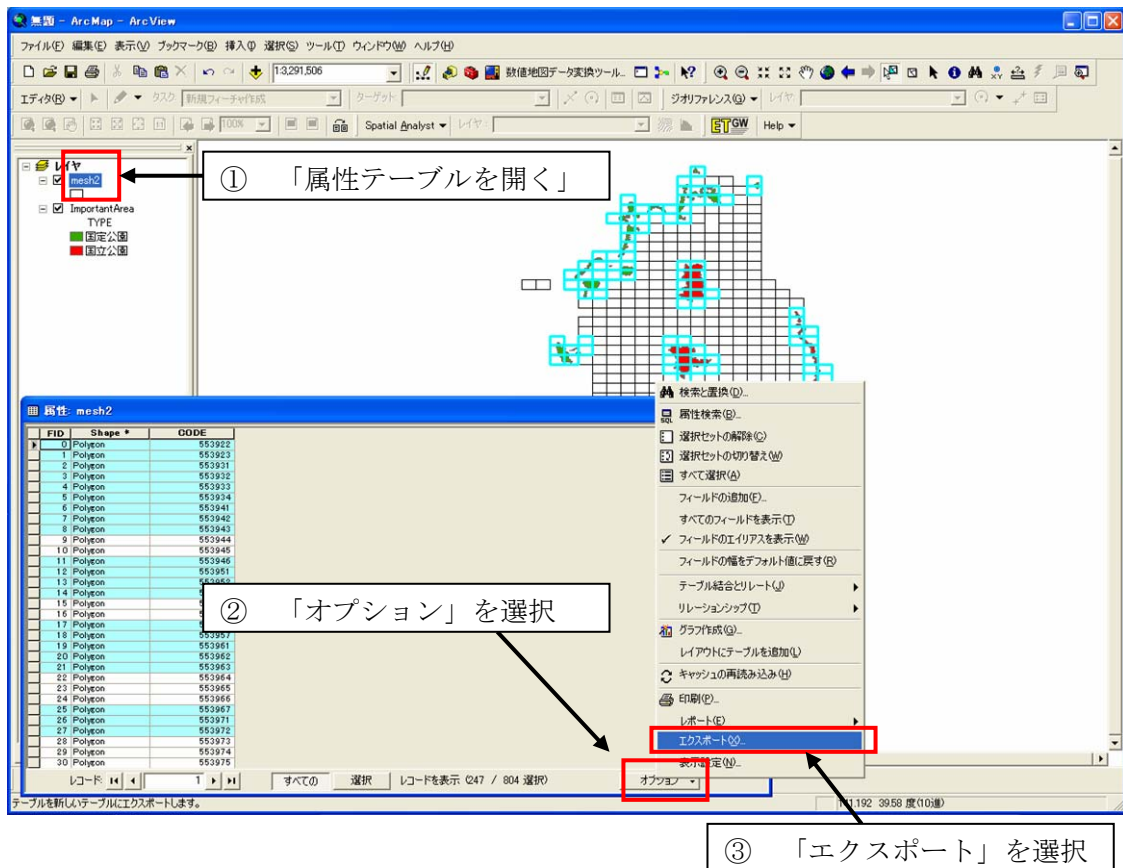 無題 - ArcMap - ArcView
ファイル(F) 編集(E) 表示(V) ブックマーク(B) 挿入(I) 選択(S) ツール(T) ウィンドウ(W) ヘルプ(H)
1:3,291,506 数値地図データ変換ツール...
エディタ(R) タスク 新規フィーチャ作成 ターゲット ジオリファレンス(G) レイヤ:
100% Spatial Analyst レイヤ: ETGW Help
レイヤ
mesh2
ImportantArea
TYPE
国定公園
国立公園
① 「属性テーブルを開く」
属性: mesh2
FID Shape * CODE
0 Polygon 553922
1 Polygon 553923
2 Polygon 553931
3 Polygon 553932
4 Polygon 553933
5 Polygon 553934
6 Polygon 553941
7 Polygon 553942
8 Polygon 553943
9 Polygon 553944
10 Polygon 553945
11 Polygon 553946
12 Polygon 553951
13 Polygon
14 Polygon
15 Polygon
16 Polygon
17 Polygon
18 Polygon 553957
19 Polygon 553961
20 Polygon 553962
21 Polygon 553963
22 Polygon 553964
23 Polygon 553965
24 Polygon 553966
25 Polygon 553967
26 Polygon 553971
27 Polygon 553972
28 Polygon 553973
29 Polygon 553974
30 Polygon 553975
② 「オプション」を選択
検索と置換(D)...
属性検索(B)...
選択セットの解除(C)
選択セットの切り替え(W)
すべて選択(A)
フィールドの追加(F)...
すべてのフィールドを表示(T)
✓ フィールドのエイリアスを表示(W)
フィールドの幅をデフォルト値に戻す(R)
テーブル結合とリレート(J)
リレーションシップ(T)
グラフ作成(G)...
レイアウトにテーブルを追加(L)
キャッシュの再読み込み(H)
印刷(P)...
レポート(E)
エクスポート(X)...
表示設定(N)...
レコード: 1 すべての 選択 レコードを表示 (247 / 804 選択) オプション
テーブルを新しいテーブルにエクスポートします。
39.58 度(10進)
③ 「エクスポート」を選択